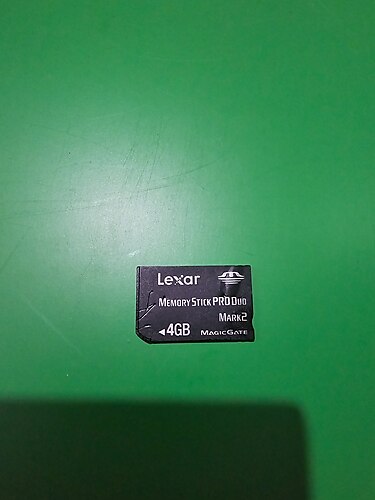 Lexar
MEMORY STICK PRO DUO
MARK2
◄4GB MAGICGATE